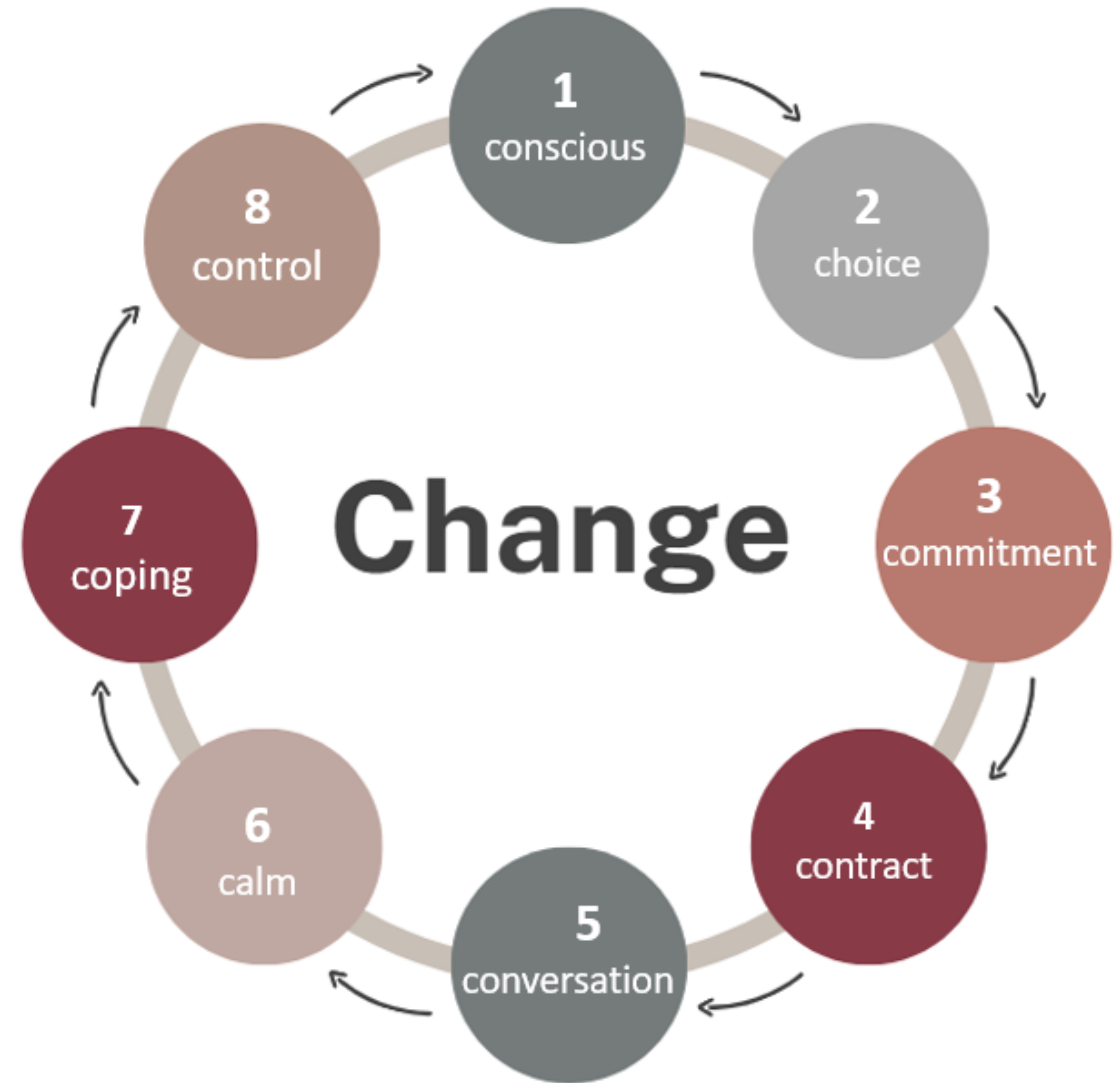 1
conscious
2
choice
3
commitment
4
contract
5
conversation
6
calm
7
coping
8
control
Change